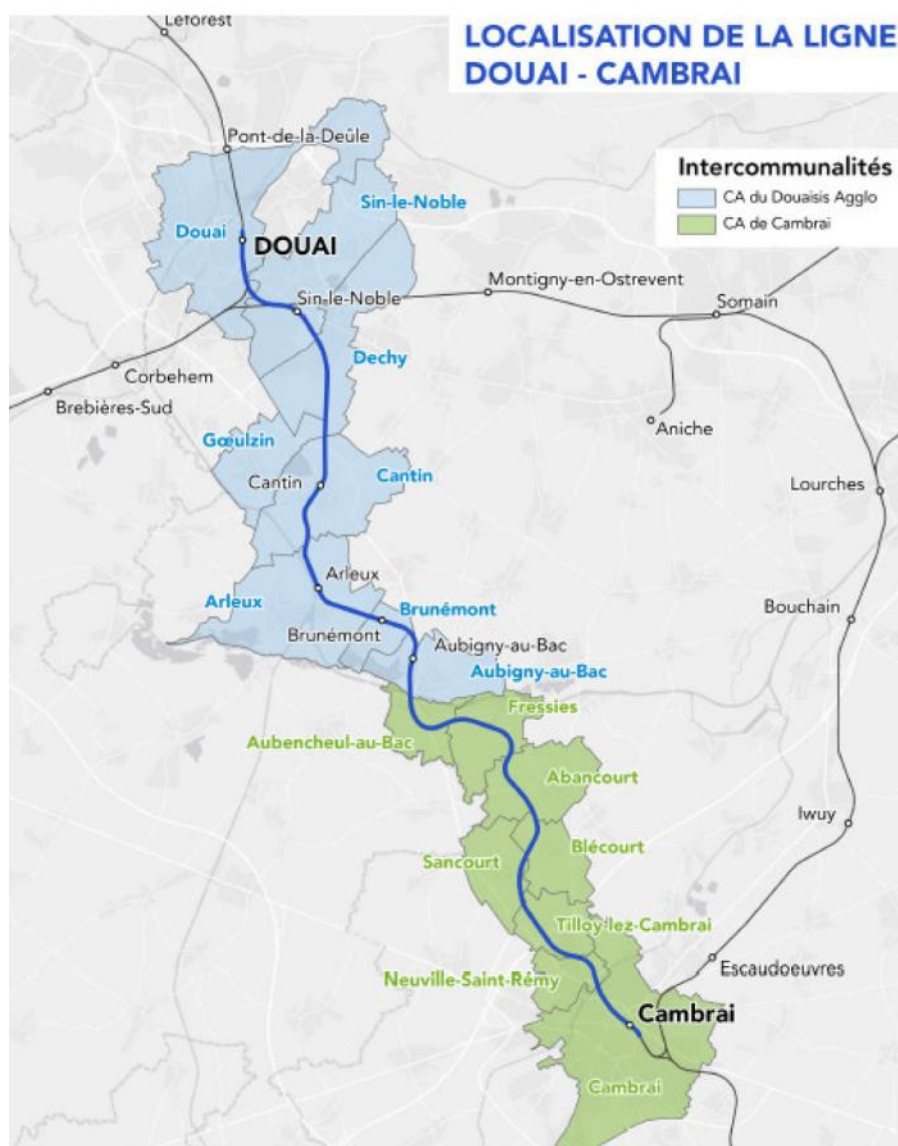 Leforest
LOCALISATION DE LA LIGNE
DOUAI - CAMBRAI
Pont-de-la-Deûle
Intercommunalités
CA du Douaisis Agglo
CA de Cambrai
Sin-le-Noble
Douai
DOUAI
Montigny-en-Ostrevent
Sin-le-Noble
Somain
Dechy
Corbehem
Brebières-Sud
Aniche
Gœulzin
Cantin
Cantin
Lourches
Arleux
Arleux
Brunémont
Bouchain
Brunémont
Aubigny-au-Bac
Aubigny-au-Bac
Fressies
Aubencheul-au-Bac
Abancourt
Iwuy
Blécourt
Sancourt
Tilloy-lez-Cambrai
Escaudoeuvres
Neuville-Saint-Rémy
Cambrai
Cambrai